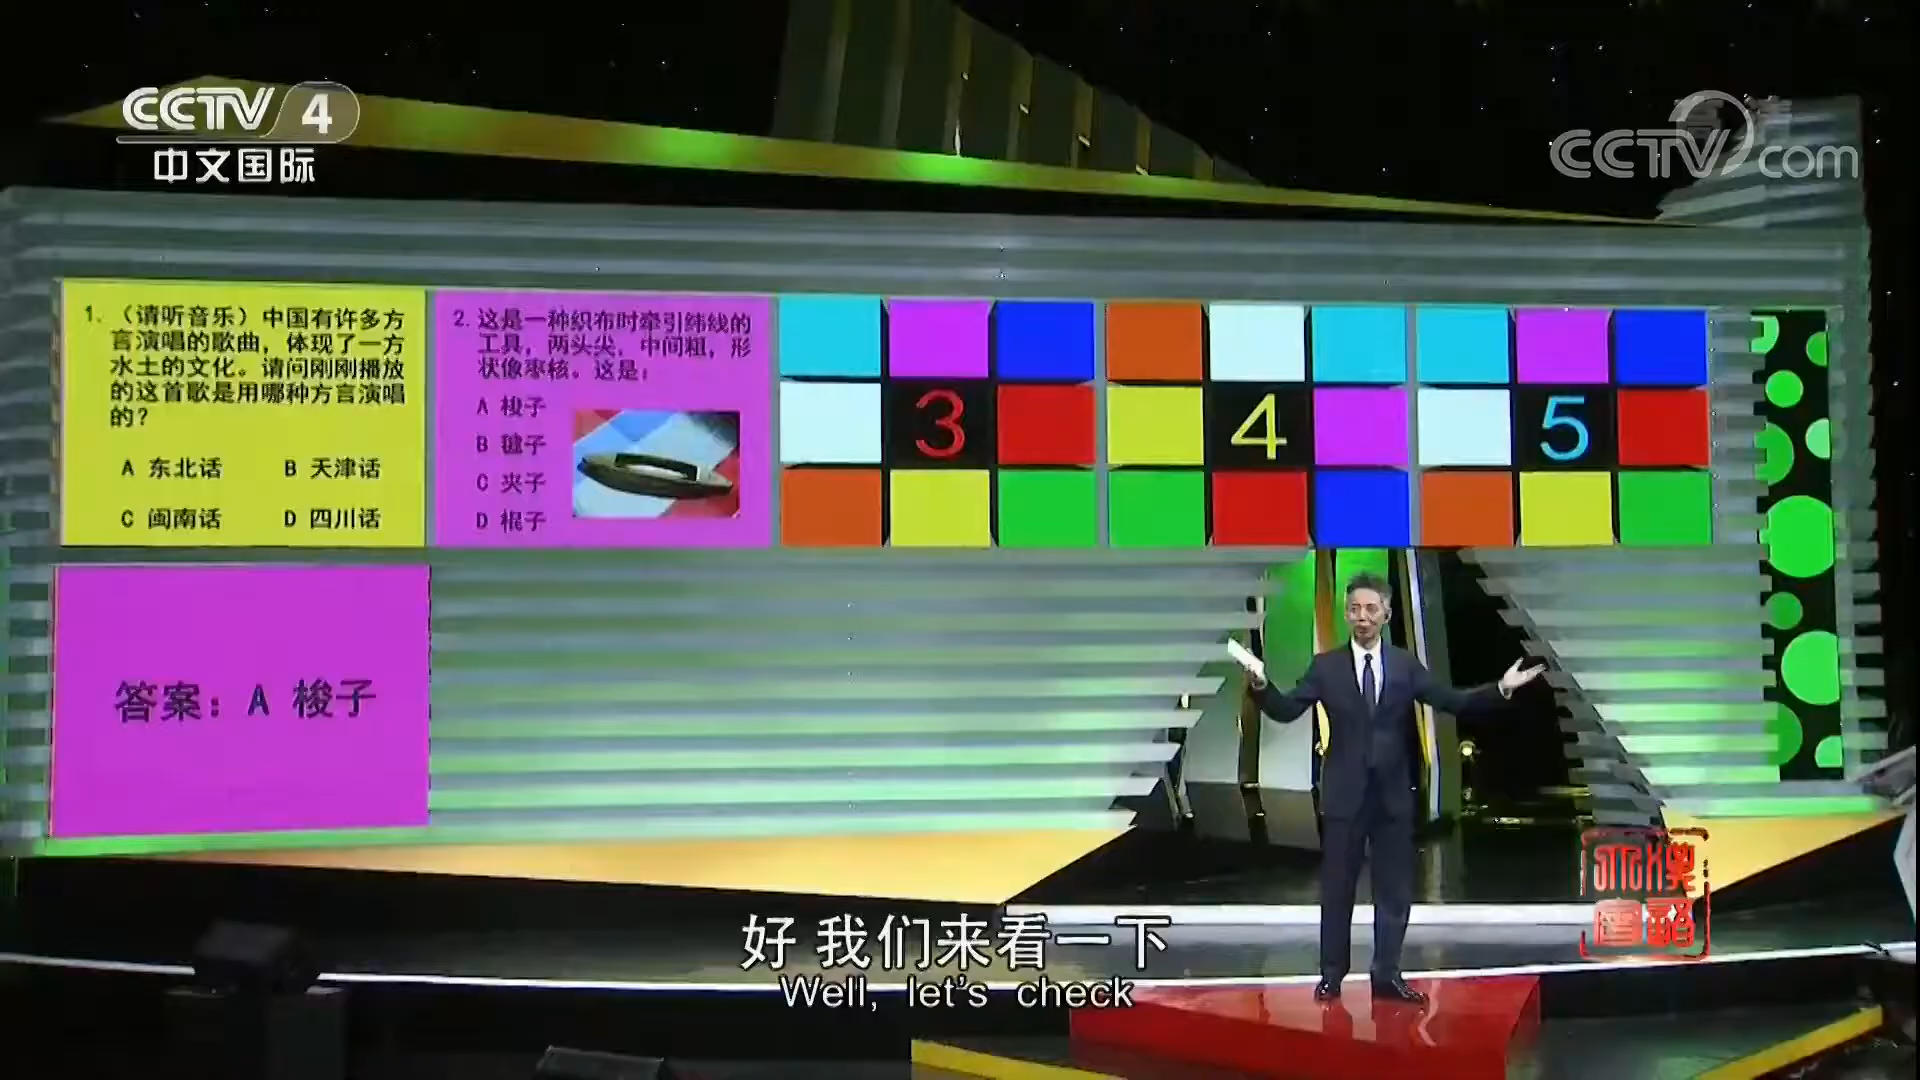 CCTV 4
中文国际
高清
CCTV com
1. （请听音乐）中国有许多方
言演唱的歌曲，体现了一方
水土的文化。请问刚刚播放
的这首歌是用哪种方言演唱
的？
A 东北话 B 天津话
C 闽南话 D 四川话
2. 这是一种织布时牵引纬线的
工具，两头尖，中间粗，形
状像枣核。这是：
A 梭子
B 毽子
C 夹子
D 棍子
3
4
5
答案：A 梭子
好 我们来看一下
Well, let's check